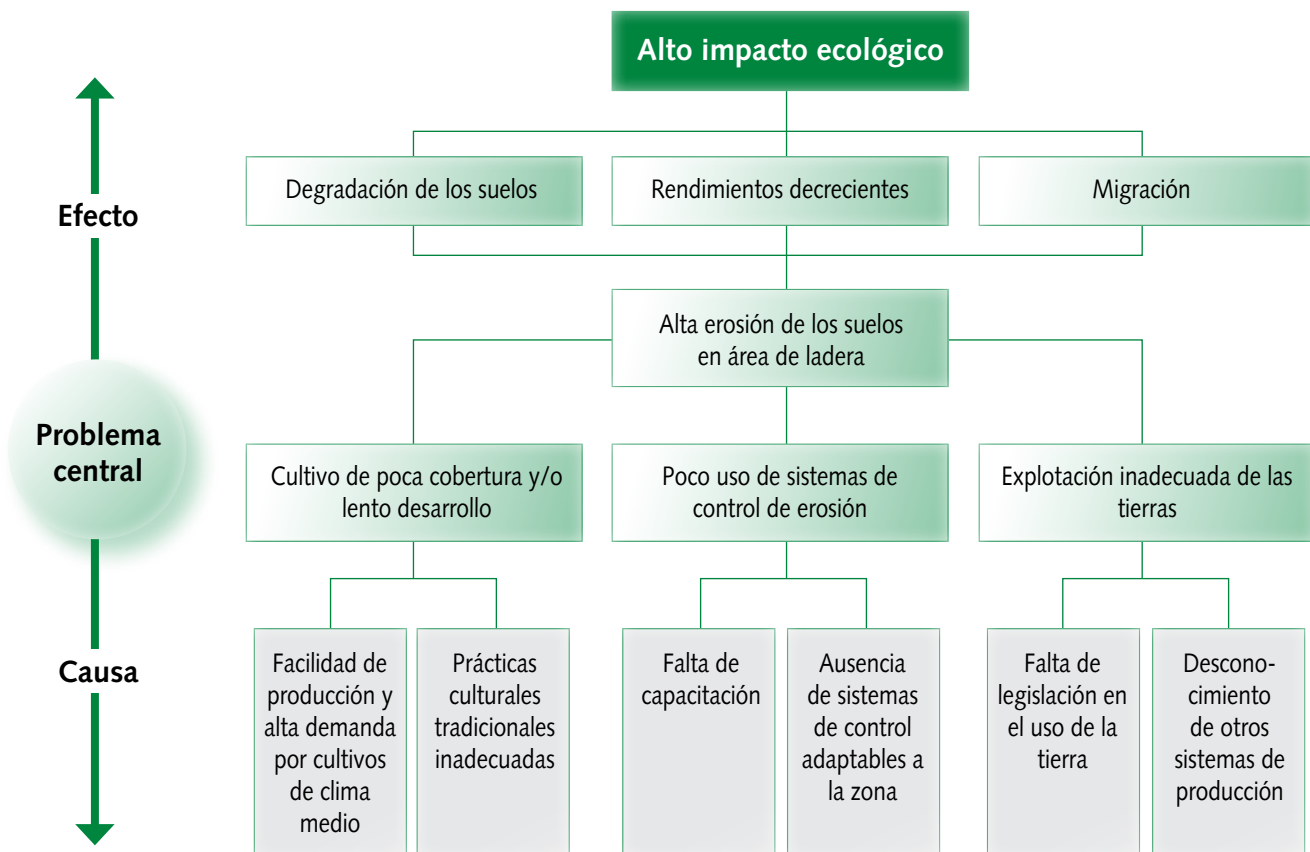 Alto impacto ecológico
Degradación de los suelos
Rendimientos decrecientes
Migración
Efecto
Alta erosión de los suelos
en área de ladera
Problema
central
Cultivo de poca cobertura y/o
lento desarrollo
Poco uso de sistemas de
control de erosión
Explotación inadecuada de las
tierras
Causa
Facilidad de
producción y
alta demanda
por cultivos
de clima
medio
Prácticas
culturales
tradicionales
inadecuadas
Falta de
capacitación
Ausencia
de sistemas
de control
adaptables a
la zona
Falta de
legislación en
el uso de la
tierra
Descono-
cimiento
de otros
sistemas de
producción